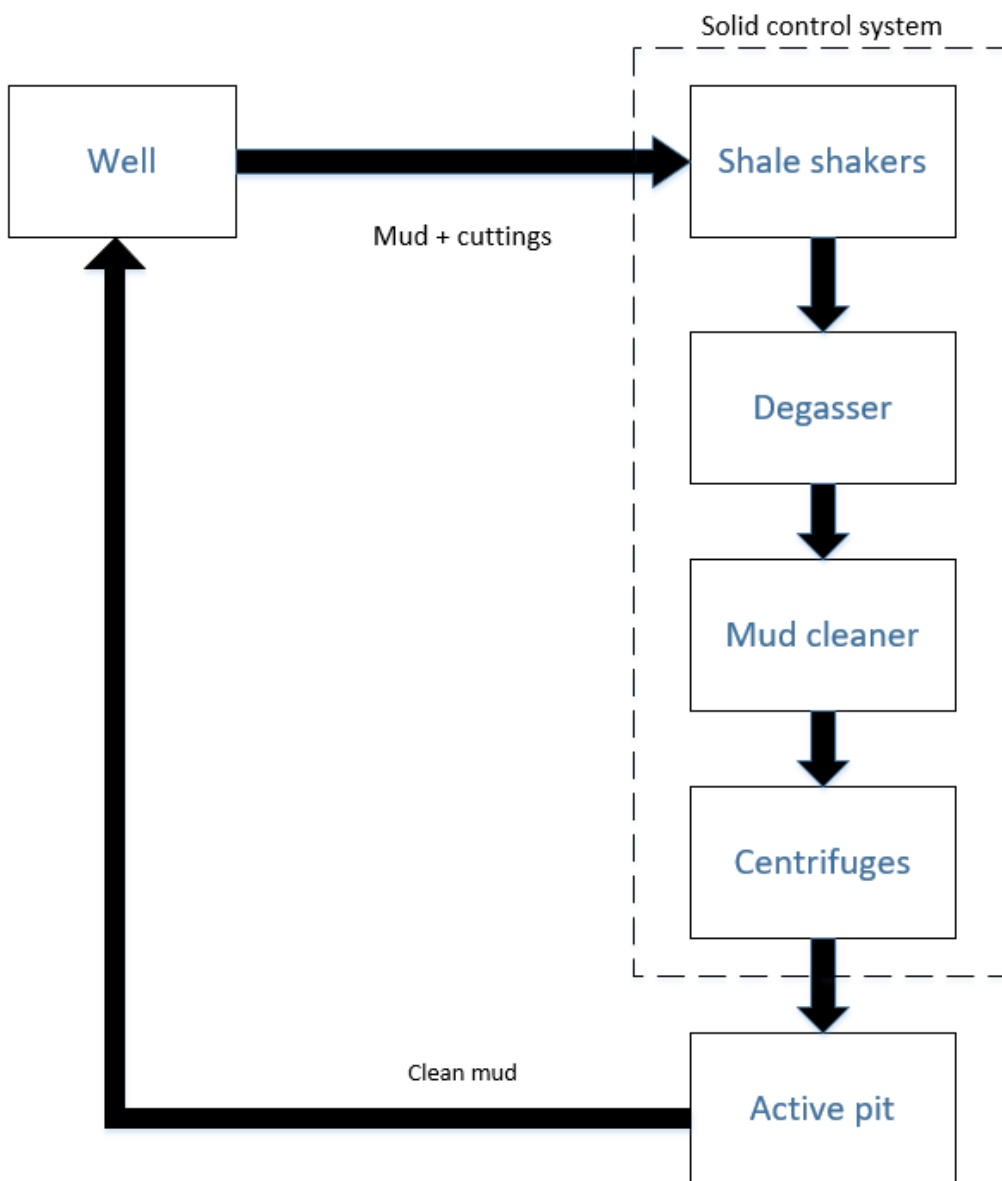 Solid control system
Well
Shale shakers
Mud + cuttings
Degasser
Mud cleaner
Centrifuges
Clean mud
Active pit